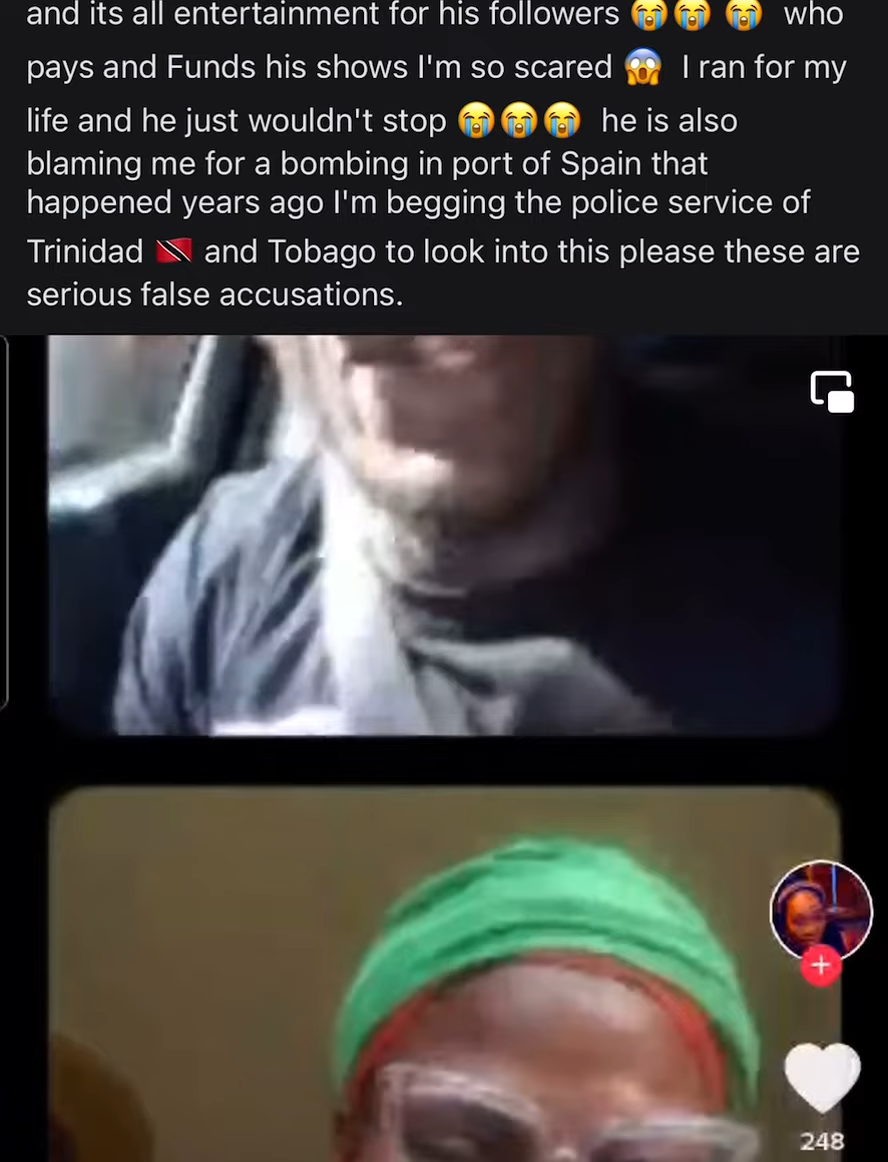 and its all entertainment for his followers 😭😭 😭 who
pays and Funds his shows I'm so scared 😱 I ran for my
life and he just wouldn't stop 😭😭😭 he is also
blaming me for a bombing in port of Spain that
happened years ago I'm begging the police service of
Trinidad 🇹🇹 and Tobago to look into this please these are
serious false accusations.
248